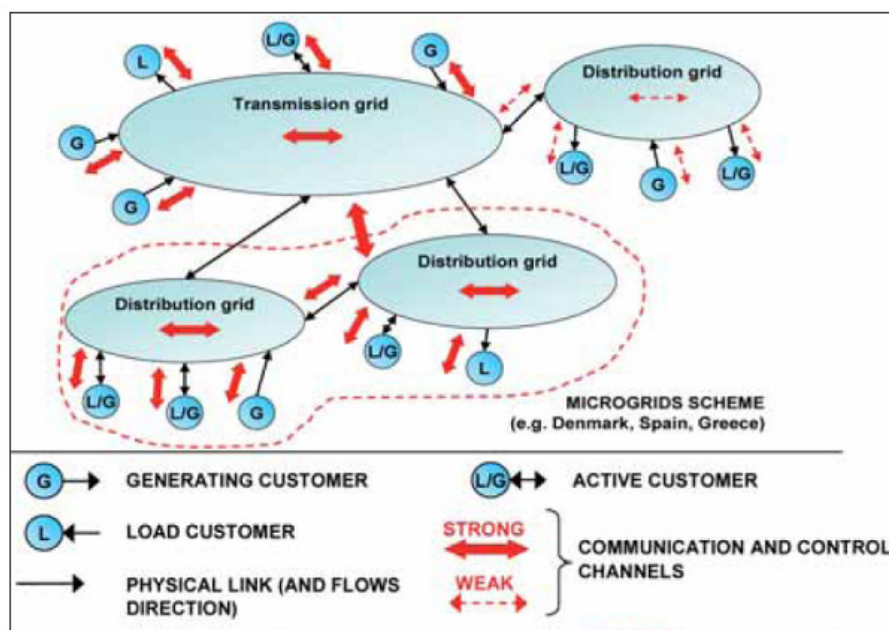 L
L/G
G
Distribution grid
Transmission grid
G
L/G
G
L/G
G
Distribution grid
Distribution grid
L/G
L
L/G
L/G
G
MICROGRIDS SCHEME
(e.g. Denmark, Spain, Greece)
G
GENERATING CUSTOMER
L/G
ACTIVE CUSTOMER
L
LOAD CUSTOMER
STRONG
COMMUNICATION AND CONTROL
CHANNELS
PHYSICAL LINK (AND FLOWS
DIRECTION)
WEAK